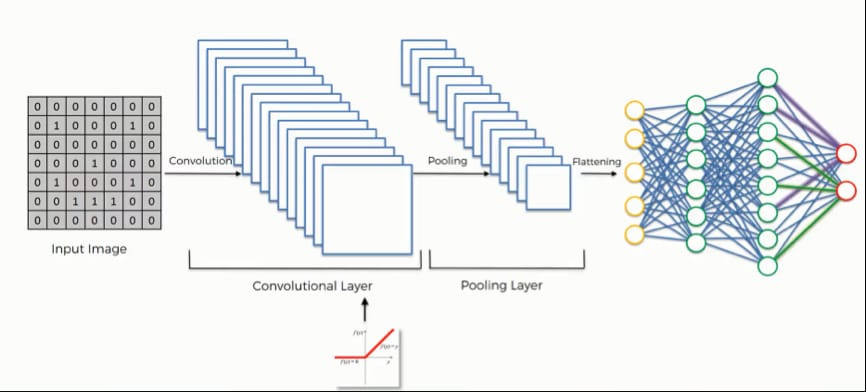 0 0 0 0 0 0 0
0 1 0 0 0 1 0
0 0 0 0 0 0 0
0 0 0 1 0 0 0
0 1 0 0 0 1 0
0 0 1 1 1 0 0
0 0 0 0 0 0 0
Input Image
Convolution
Pooling
Flattening
Convolutional Layer
Pooling Layer